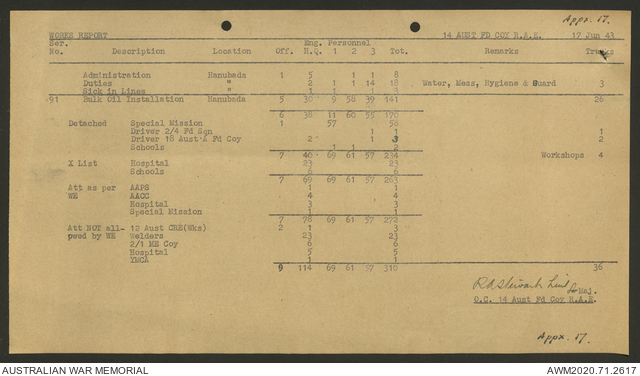 Appx. 17.
WORKS REPORT 14 AUST FD COY R.A.E. 17 Jun 43
Ser. Eng. Personnel
No. Description Location Off. H.Q. 1 2 3 Tot. Remarks Trucks
Administration Hanubada 1 5 1 1 8
Duties " 2 1 1 14 18 Water, Mess, Hygiene & Guard 3
Sick in Lines " 1 1
91 Bulk Oil Installation Hanubada 5 30 9 58 39 141 26
6 38 11 60 55 170
Detached Special Mission 1 57 58
Driver 2/4 Fd Sqn 1 1 1
Driver 18 Aust A Fd Coy 2 1 3 2
Schools 1 1 2
7 40 69 61 57 234 Workshops 4
X List Hospital 23 23
Schools 6 6
7 69 69 61 57 263
Att as per AAPS 1 1
WE AACC 4 4
Hospital 3 3
Special Mission 1 1
7 78 69 61 57 272
Att NOT all- 12 Aust CRE(Wks) 2 1 3
pwed by WE Welders 23 23
2/1 ME Coy 6 6
Hospital 5 5
YMCA 1 1
9 114 69 61 57 310 36
R A Stewart Lieut
for Maj.
O.C. 14 Aust Fd Coy R.A.E.
Appx. 17.
AUSTRALIAN WAR MEMORIAL AWM2020.71.2617